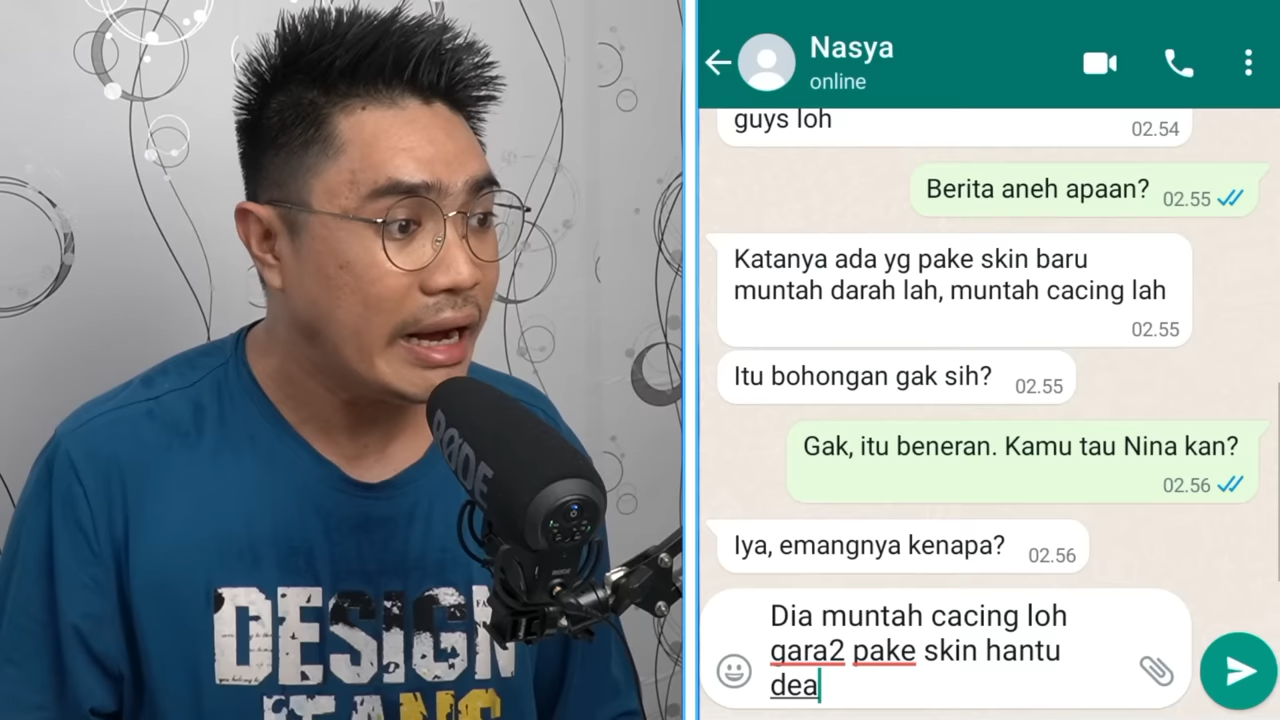 Nasya
online
guys loh
02.54
Berita aneh apaan?
02.55
Katanya ada yg pake skin baru
muntah darah lah, muntah cacing lah
02.55
Itu bohongan gak sih?
02.55
Gak, itu beneran. Kamu tau Nina kan?
02.56
Iya, emangnya kenapa?
02.56
Dia muntah cacing loh
gara2 pake skin hantu
dea
RØDE
DESIGN
JEANS